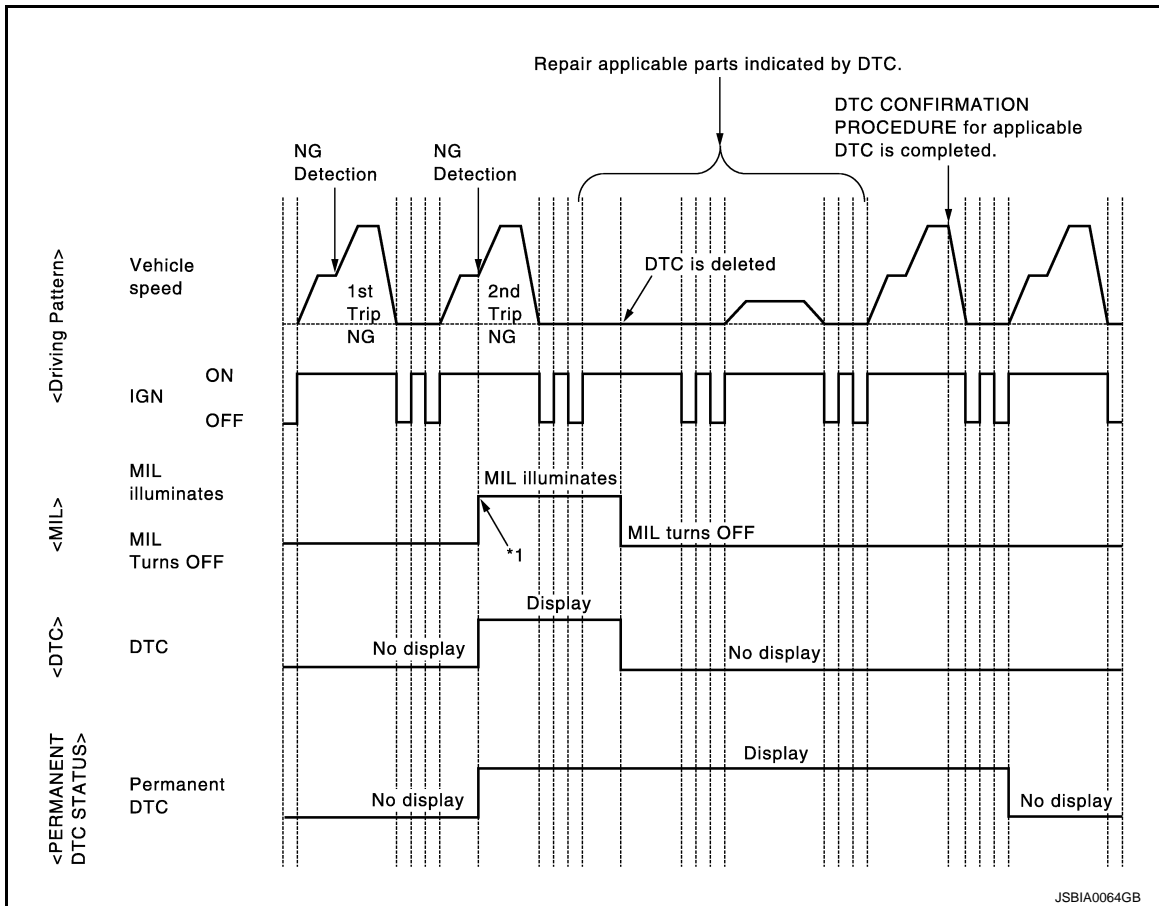 Repair applicable parts indicated by DTC.
DTC CONFIRMATION
PROCEDURE for applicable
DTC is completed.
NG
Detection
NG
Detection
<Driving Pattern>
Vehicle
speed
1st
Trip
NG
2nd
Trip
NG
DTC is deleted
IGN
ON
OFF
<MIL>
MIL
illuminates
MIL illuminates
MIL
Turns OFF
*1
MIL turns OFF
<DTC>
DTC
No display
Display
No display
<PERMANENT
DTC STATUS>
Permanent
DTC
No display
Display
No display
JSBIA0064GB